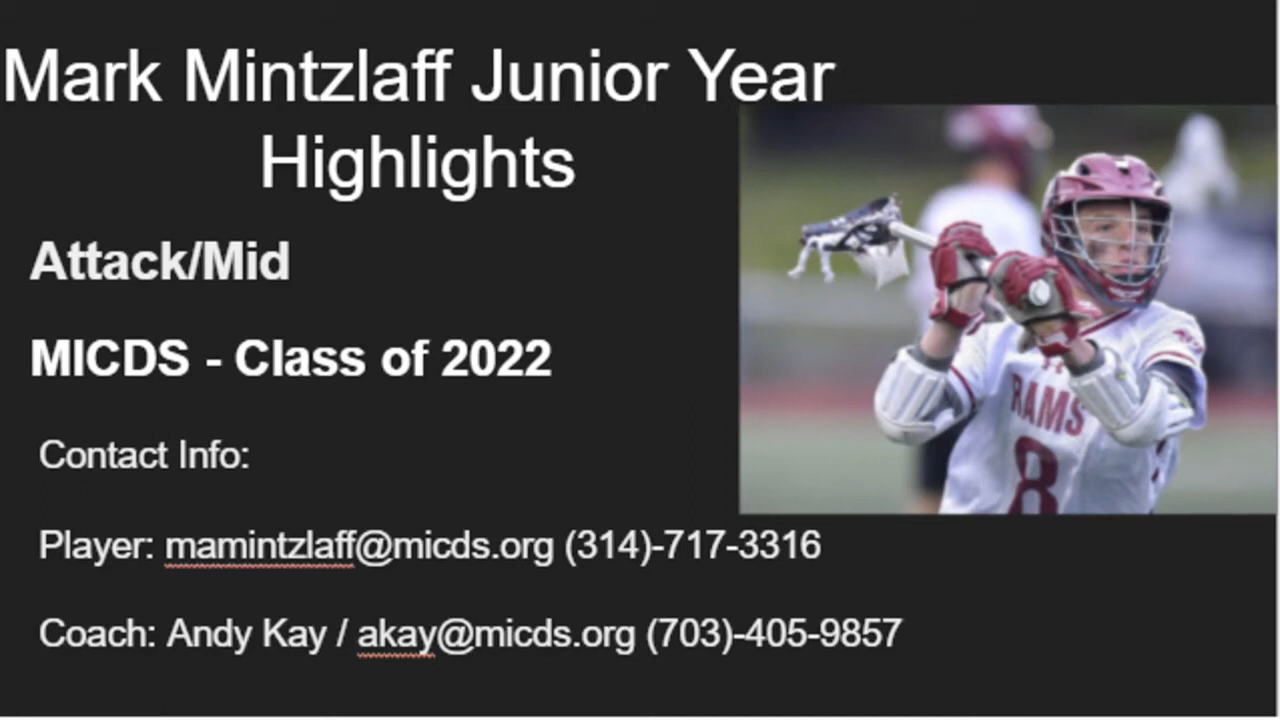 Mark Mintzlaff Junior Year
Highlights
Attack/Mid
MICDS - Class of 2022
Contact Info:
Player: mamintzlaff@micds.org (314)-717-3316
Coach: Andy Kay / akay@micds.org (703)-405-9857
RAMS
8